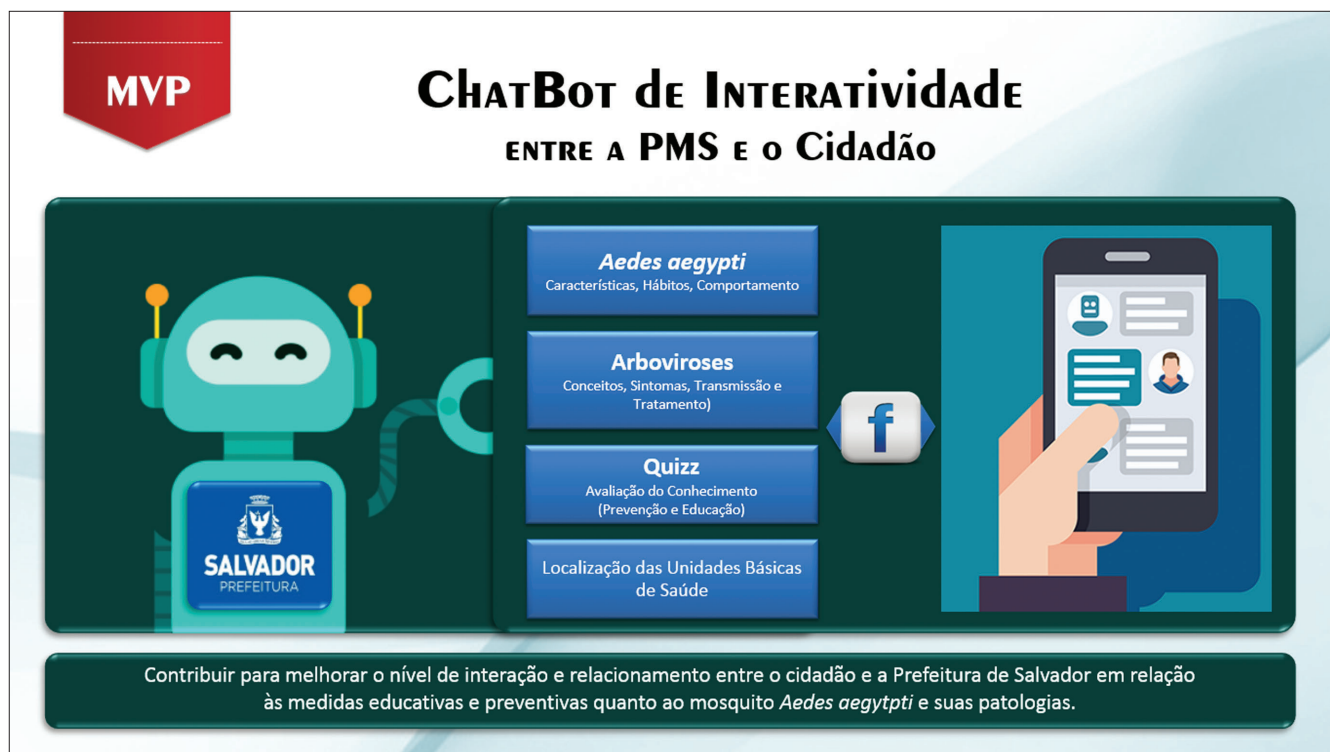 MVP
ChatBot de Interatividade
entre a PMS e o Cidadão
Aedes aegypti
Características, Hábitos, Comportamento
Arboviroses
Conceitos, Sintomas, Transmissão e
Tratamento)
Quizz
Avaliação do Conhecimento
(Prevenção e Educação)
Localização das Unidades Básicas
de Saúde
f
SALVADOR
PREFEITURA
Contribuir para melhorar o nível de interação e relacionamento entre o cidadão e a Prefeitura de Salvador em relação
às medidas educativas e preventivas quanto ao mosquito Aedes aegytpti e suas patologias.